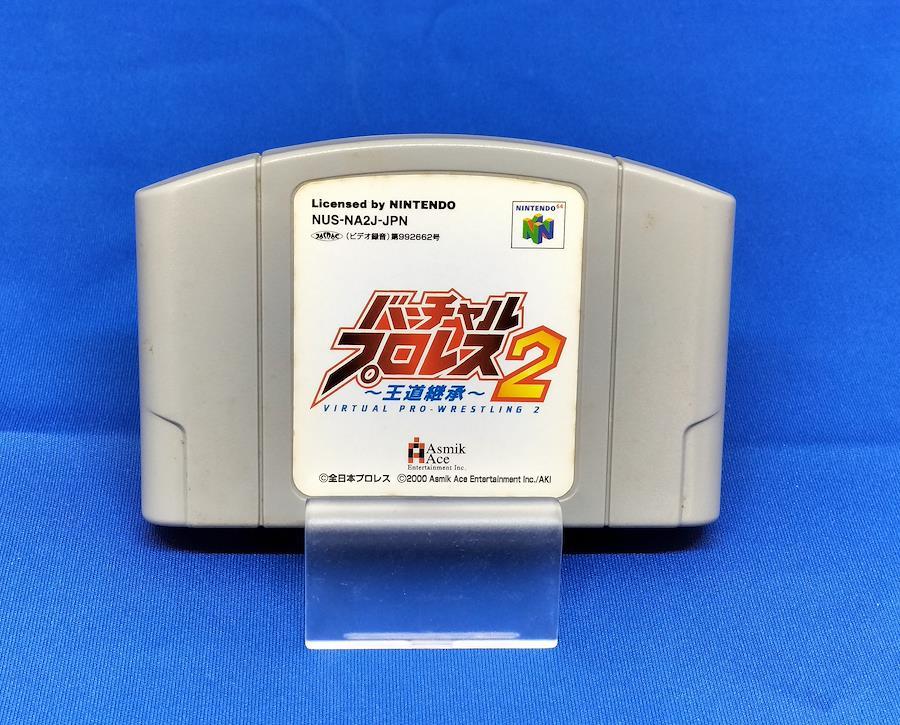 Licensed by NINTENDO
NUS-NA2J-JPN
(ビデオ録音)第992662号
NINTENDO 64
バーチャル
プロレス2
～王道継承～
VIRTUAL PRO-WRESTLING 2
Asmik
Ace
Entertainment Inc.
©全日本プロレス ©2000 Asmik Ace Entertainment Inc./AKI